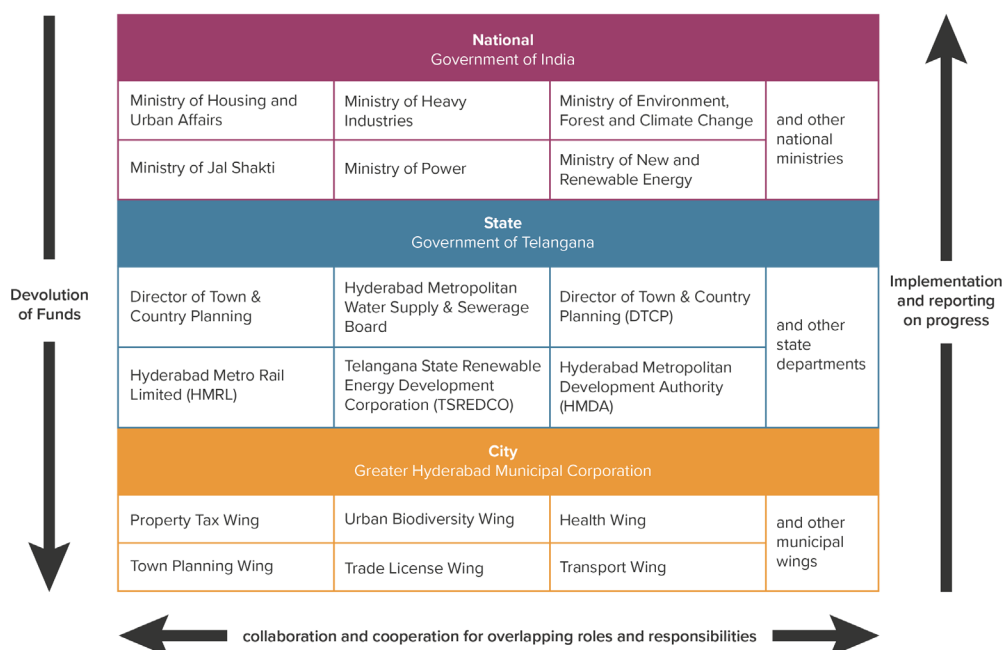 National
Government of India
Ministry of Housing and
Urban Affairs
Ministry of Heavy
Industries
Ministry of Environment,
Forest and Climate Change
and other
national
ministries
Ministry of Jal Shakti
Ministry of Power
Ministry of New and
Renewable Energy
State
Government of Telangana
Devolution
of Funds
Director of Town &
Country Planning
Hyderabad Metropolitan
Water Supply & Sewerage
Board
Director of Town & Country
Planning (DTCP)
and other
state
departments
Hyderabad Metro Rail
Limited (HMRL)
Telangana State Renewable
Energy Development
Corporation (TSREDCO)
Hyderabad Metropolitan
Development Authority
(HMDA)
Implementation
and reporting
on progress
City
Greater Hyderabad Municipal Corporation
Property Tax Wing
Urban Biodiversity Wing
Health Wing
and other
municipal
wings
Town Planning Wing
Trade License Wing
Transport Wing
collaboration and cooperation for overlapping roles and responsibilities